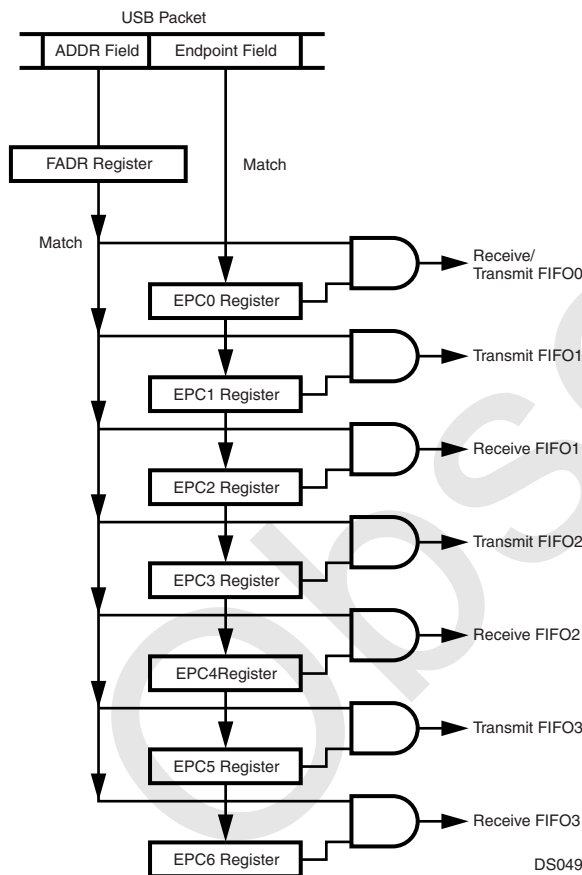 USB Packet
ADDR Field Endpoint Field
FADR Register
Match
Match
Receive/
Transmit FIFO0
EPC0 Register
Transmit FIFO1
EPC1 Register
Receive FIFO1
EPC2 Register
Transmit FIFO2
EPC3 Register
Receive FIFO2
EPC4Register
Transmit FIFO3
EPC5 Register
Receive FIFO3
EPC6 Register
DS049
Obs